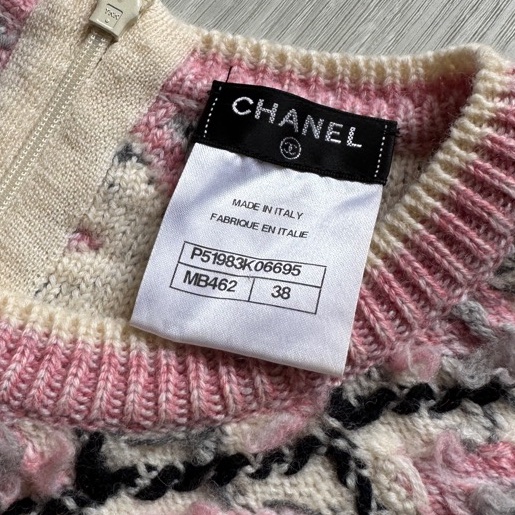 CHANEL
MADE IN ITALY
FABRIQUE EN ITALIE
P51983K06695
MB462 38